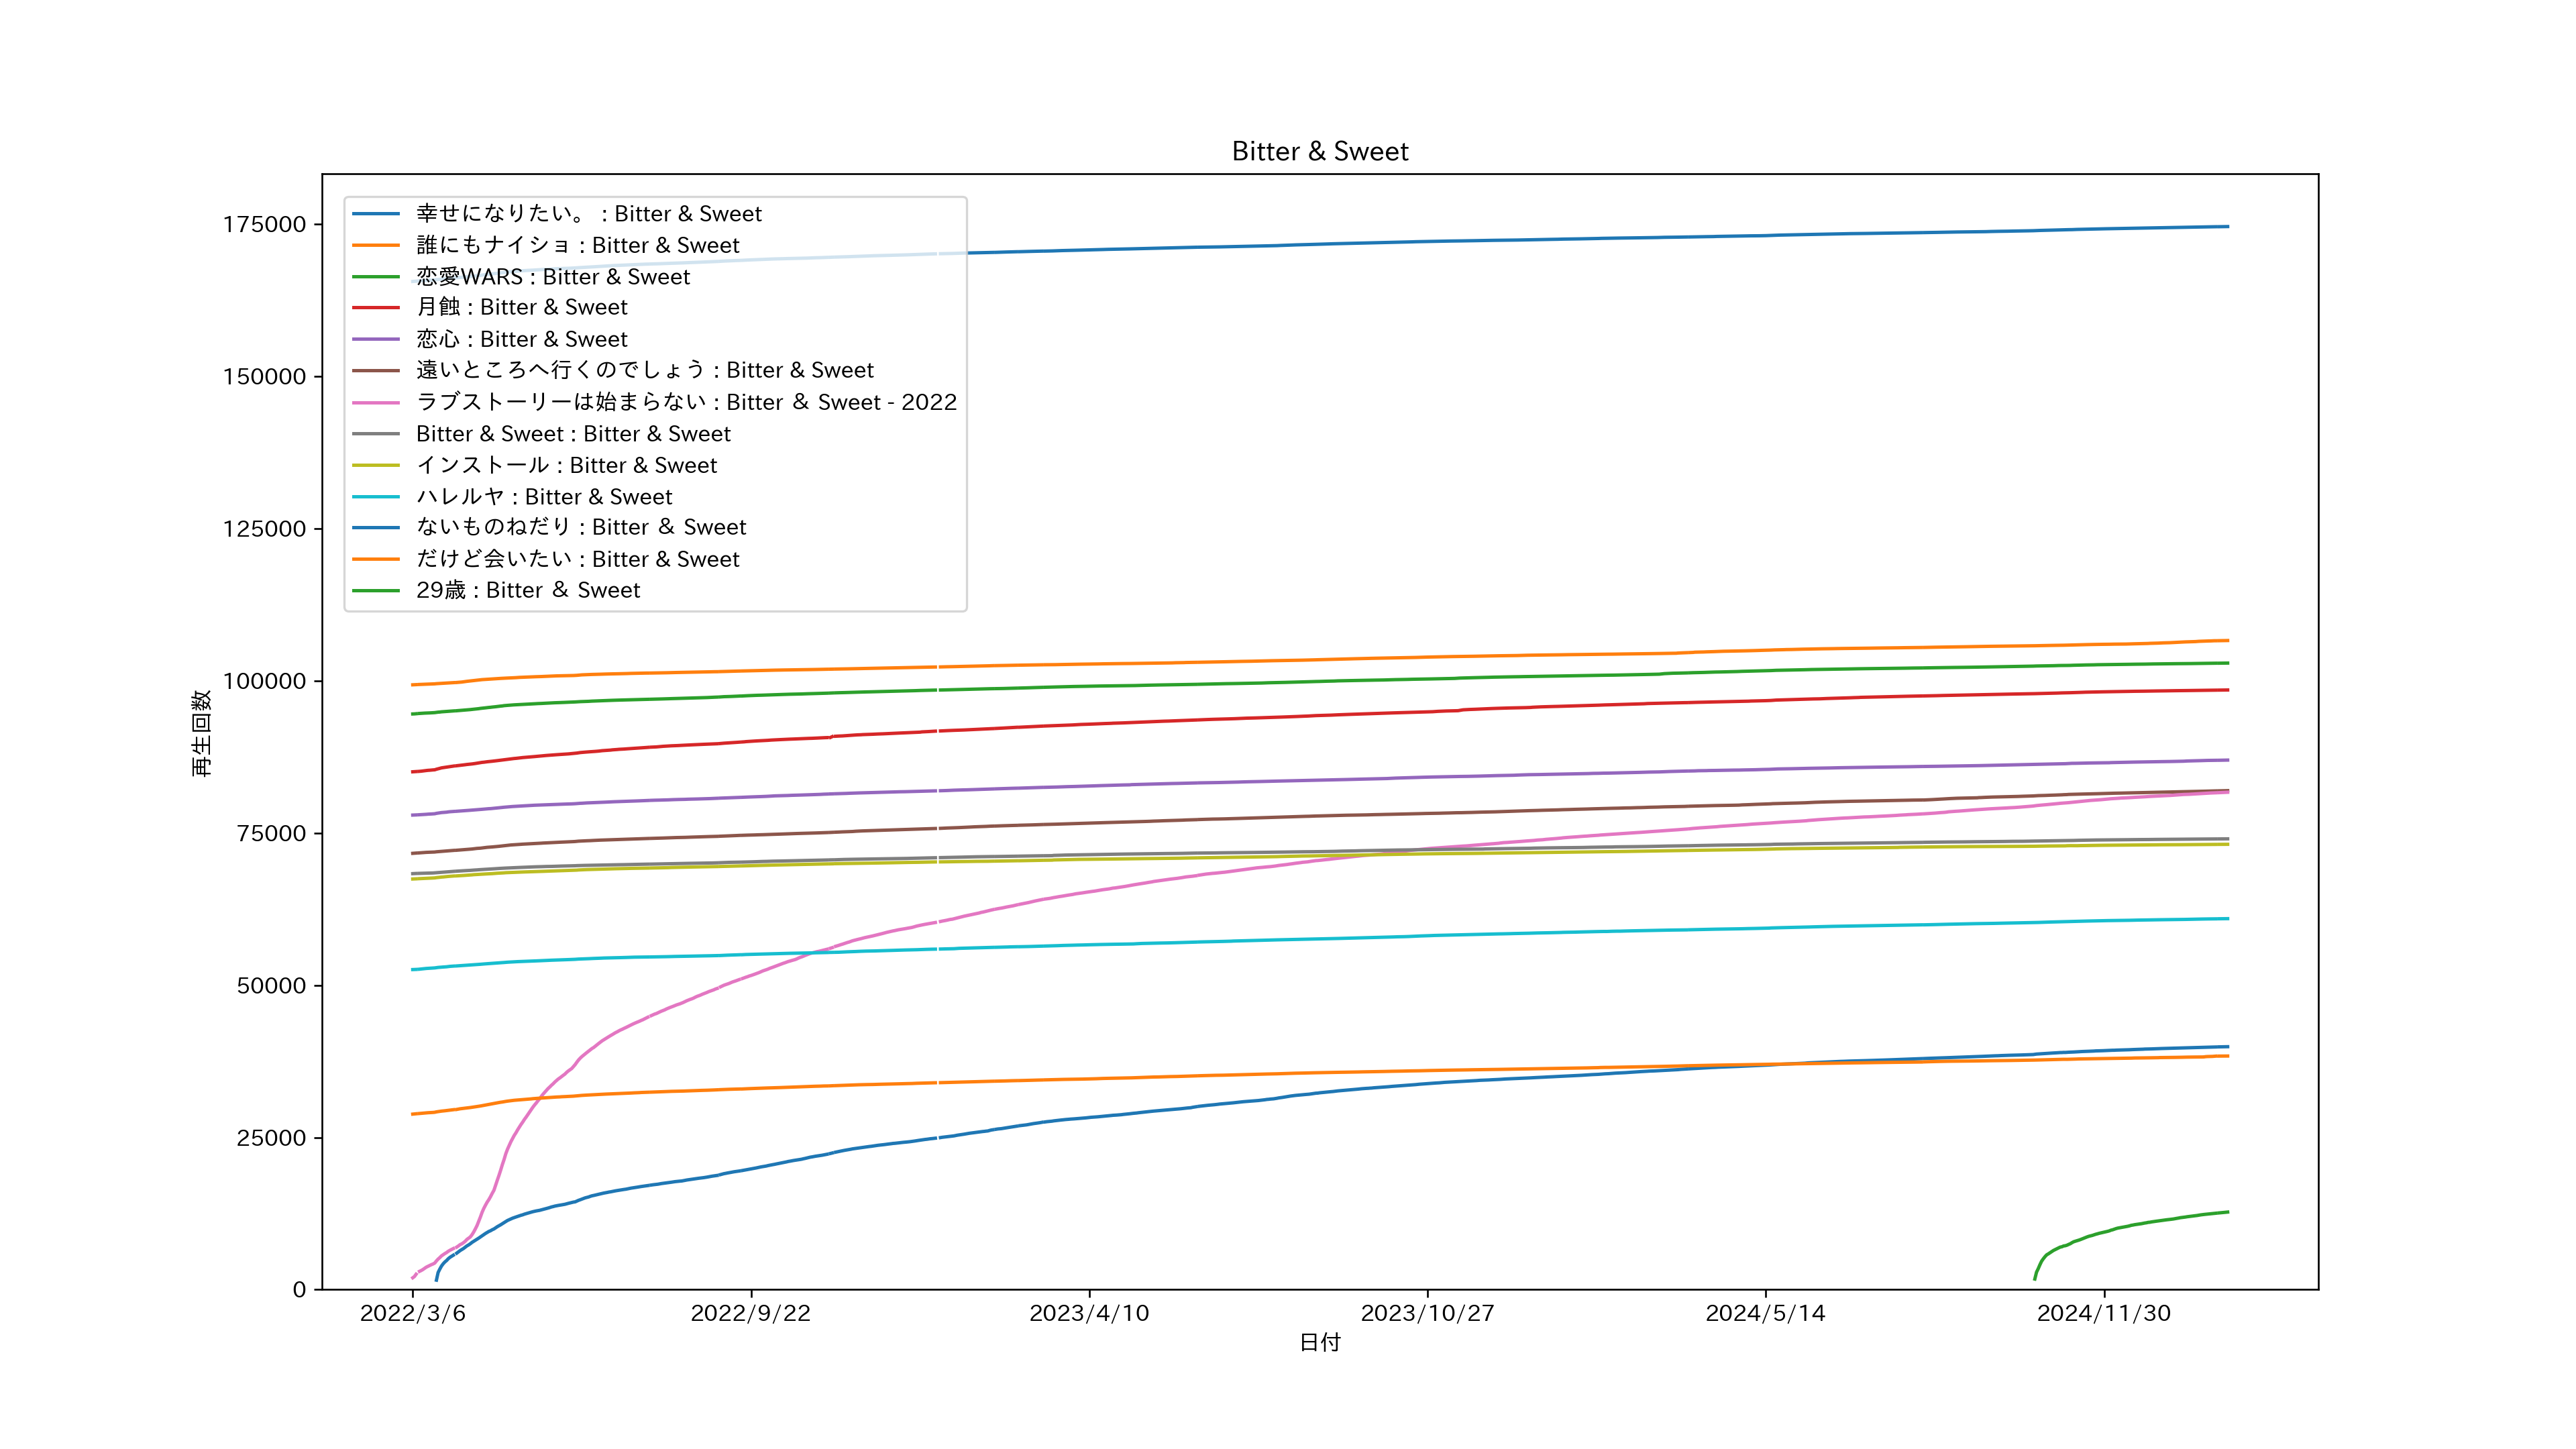 Bitter & Sweet
175000
150000
125000
100000
75000
50000
25000
0
再生回数
幸せになりたい。 : Bitter & Sweet
誰にもナイショ : Bitter & Sweet
恋愛WARS : Bitter & Sweet
月蝕 : Bitter & Sweet
恋心 : Bitter & Sweet
遠いところへ行くのでしょう : Bitter & Sweet
ラブストーリーは始まらない : Bitter ＆ Sweet - 2022
Bitter & Sweet : Bitter & Sweet
インストール : Bitter & Sweet
ハレルヤ : Bitter & Sweet
ないものねだり : Bitter ＆ Sweet
だけど会いたい : Bitter & Sweet
29歳 : Bitter ＆ Sweet
2022/3/6 2022/9/22 2023/4/10 2023/10/27 2024/5/14 2024/11/30
日付